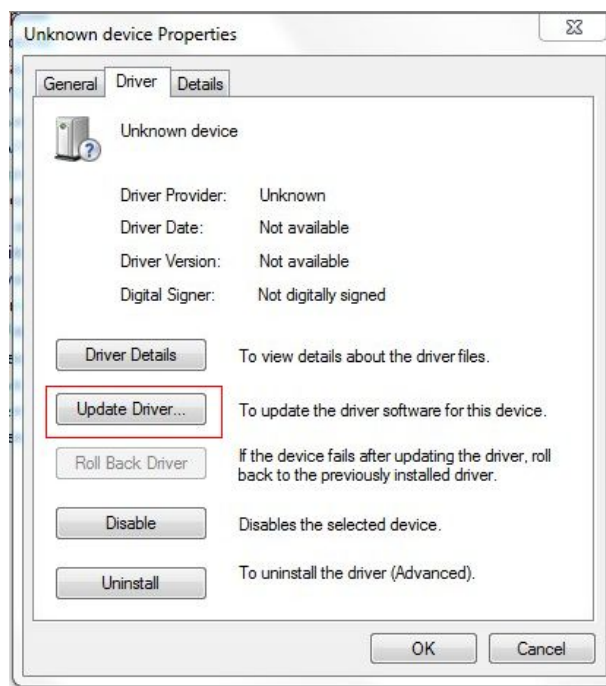 Unknown device Properties
General Driver Details
Unknown device
Driver Provider: Unknown
Driver Date: Not available
Driver Version: Not available
Digital Signer: Not digitally signed
Driver Details To view details about the driver files.
Update Driver... To update the driver software for this device.
Roll Back Driver If the device fails after updating the driver, roll
back to the previously installed driver.
Disable Disables the selected device.
Uninstall To uninstall the driver (Advanced).
OK Cancel